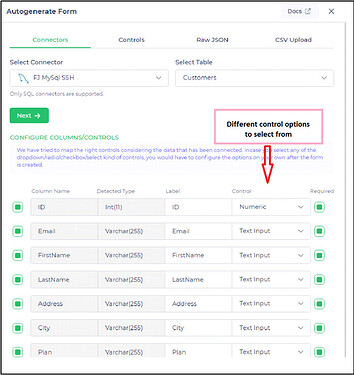 Autogenerate Form
Docs
Connectors
Controls
Raw JSON
CSV Upload
Select Connector
Select Table
FJ MySql SSH
Customers
Only SQL connectors are supported.
Next →
Different control options
to select from
CONFIGURE COLUMNS/CONTROLS
We have tried to map the right controls considering the data that has been connected. Incase you select any of the
dropdown/radio/checkbox/select kind of controls, you would have to configure the options on your own after the form
is created.
Column Name Detected Type Label Control Required
ID Int(11) ID Numeric
Email Varchar(255) Email Text Input
FirstName Varchar(255) FirstName Text Input
LastName Varchar(255) LastName Text Input
Address Varchar(255) Address Text Input
City Varchar(255) City Text Input
Plan Varchar(255) Plan Text Input